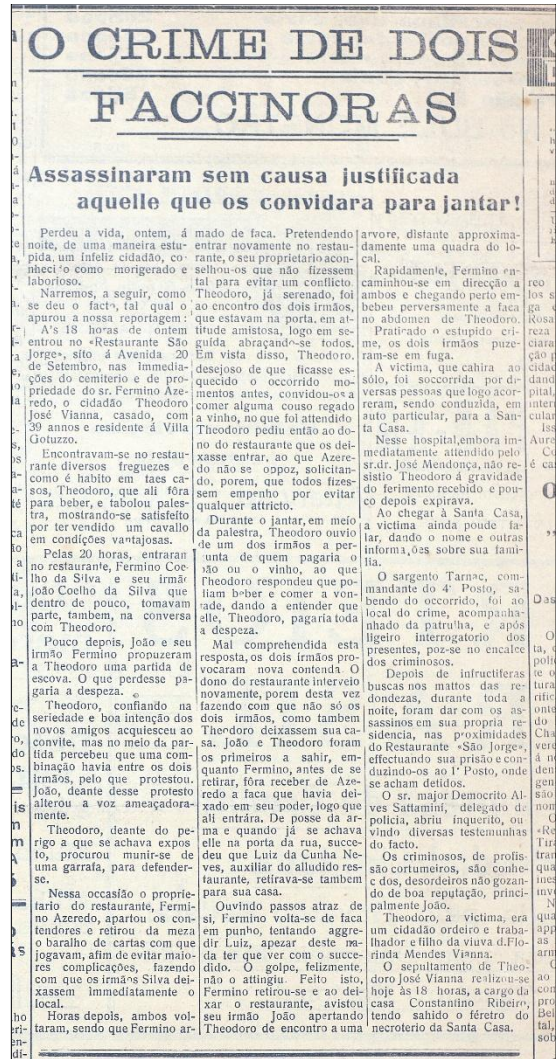 O CRIME DE DOIS
FACCINORAS
Assassinaram sem causa justificada
aquelle que os convidara para jantar!
Perdeu a vida, ontem, á
noite, de uma maneira estu-
pida, um infeliz cidadão, co-
nhecido como morigerado e
laborioso.
Narremos, a seguir, como
se deu o facto, tal qual o
apurou a nossa reportagem:
A's 18 horas de ontem
entrou no «Restaurante São
Jorge», sito á Avenida 20
de Setembro, nas immedia-
ções do cemiterio e de pro-
priedade do sr. Fermino Aze-
redo, o cidadão Theodoro
José Vianna, casado, com
39 annos e residente á Villa
Gotuzzo.
Encontravam-se no restau-
rante diversos freguezes e
como é habito em taes ca-
sos, Theodoro, que ali fôra
para beber, e tabolou pales-
tra, mostrando-se satisfeito
por ter vendido um cavallo
em condições vantajosas.
Pelas 20 horas, entraran
no restaurante, Fermino Coe-
lho da Silva e seu irmão
João Coelho da Silva que
dentro de pouco, tomavam
parte, tambem, na conversa
com Theodoro.
Pouco depois, João e seu
irmão Fermino propuzeram
a Theodoro uma partida de
escova. O que perdesse pa-
garia a despeza.
Theodoro, confiando na
seriedade e boa intenção dos
novos amigos acquiesceu ao
convite, mas no meio da par-
tida percebeu que uma com-
binação havia entre os dois
irmãos, pelo que protestou.
João, deante desse protesto
alterou a voz ameaçadora-
mente.
Theodoro, deante do pe-
rigo a que se achava expos
to, procurou munir-se de
uma garrafa, para defender-
se.
Nessa occasião o proprie-
tario do restaurante, Fermi-
no Azeredo, apartou os con-
tendores e retirou da meza
o baralho de cartas com que
jogavam, afim de evitar maio-
res complicações, fazendo
com que os irmãos Silva dei-
xassem immediatamente o
local.
Horas depois, ambos vol-
taram, sendo que Fermino ar-
mado de faca. Pretendendo
entrar novamente no restau-
rante, o seu proprietario acon-
selhou-os que não fizessem
tal para evitar um conflicto.
Theodoro, já serenado, foi
ao encontro dos dois irmãos,
que estavam na porta, em at-
titude amistosa, logo em se-
guida abraçando-se todos.
Em vista disso, Theodoro.
desejoso de que ficasse es-
quecido o occorrido mo-
mentos antes, convidou-os a
comer alguma couso regado
a vinho, no que foi attendido
Theodoro pediu então ao do-
no do restaurante que os dei-
xasse entrar, ao que Azere-
do não se oppoz, solicitan-
do, porem, que todos fizes-
sem empenho por evitar
qualquer attricto.
Durante o jantar, em meio
da palestra, Theodoro ouvio
de um dos irmãos a per-
gunta de quem pagaria o
pão ou o vinho, ao que
Theodoro respondeu que po-
diam beber e comer a von-
tade, dando a entender que
elle, Theodoro, pagaria toda
a despeza.
Mal comprehendida esta
resposta, os dois irmãos pro-
vocaram nova contenda. O
dono do restaurante interveio
novamente, porem desta vez
fazendo com que não só os
dois irmãos, como tambem
Theodoro deixassem sua ca-
sa. João e Theodoro foram
os primeiros a sahir, em-
quanto Fermino, antes de se
retirar, fôra receber de Aze-
redo a faca que havia dei-
xado em seu poder, logo que
ali entrára. De posse da ar-
ma e quando já se achava
elle na porta da rua, succe-
deu que Luiz da Cunha Ne-
ves, auxiliar do alludido res-
taurante, retirava-se tambem
para sua casa.
Ouvindo passos atraz de
si, Fermino volta-se de faca
em punho, tentando aggre-
dir Luiz, apezar deste na-
da ter que ver com o succe-
dido. O golpe, felizmente,
não o attingiu. Feito isto,
Fermino retirou-se e ao dei-
xar o restaurante, avistou
seu irmão João apertando
Theodoro de encontro a uma
arvore, distante approxima-
damente uma quadra do lo-
cal.
Rapidamente, Fermino en-
caminhou-se em direcção a
ambos e chegando perto em-
bebeu perversamente a faca
no abdomen de Theodoro.
Praticado o estupido cri-
me, os dois irmãos puze-
ram-se em fuga.
A victima, que cahira ao
sólo, foi soccorrida por di-
versas pessoas que logo acor-
reram, sendo conduzida, em
auto particular, para a San-
ta Casa.
Nesse hospital, embora im-
mediatamente attendido pelo
sr. dr. José Mendonça, não re-
sistio Theodoro á gravidade
do ferimento recebido e pou-
co depois expirava.
Ao chegar à Santa Casa,
a victima ainda poude fa-
lar, dando o nome e outras
informações sobre sua fami-
lia.
O sargento Tarnac, com-
mandante do 4º Posto, sa-
bendo do occorrido, foi ao
local do crime, acompanha-
nhado da patrulha, e após
ligeiro interrogatorio dos
presentes, poz-se no encalce
dos criminosos.
Depois de infructiferas
buscas nos mattos das re-
dondezas, durante toda a
noite, foram dar com os as-
sassinos em sua propria re-
sidencia, nas proximidades
do Restaurante «São Jorge»,
effectuando sua prisão e con-
duzindo-os ao 1º Posto, onde
se acham detidos.
O sr. major Democrito Al-
ves Sattamini, delegado de
policia, abriu inquerito, ou
vindo diversas testemunhas
do facto.
Os criminosos, de profis-
são cortumeiros, são conhe-
c dos, desordeiros não gozan-
do de boa reputação, princi-
palmente João.
Theodoro, a victima, era
um cidadão ordeiro e traba-
lhador e filho da viuva d. Flo-
rinda Mendes Vianna.
O sepultamento de Theo-
doro José Vianna realizou-se
hoje às 18 horas, a cargo da
casa Constantino Ribeiro,
tendo sahido o féretro do
necroterio da Santa Casa.